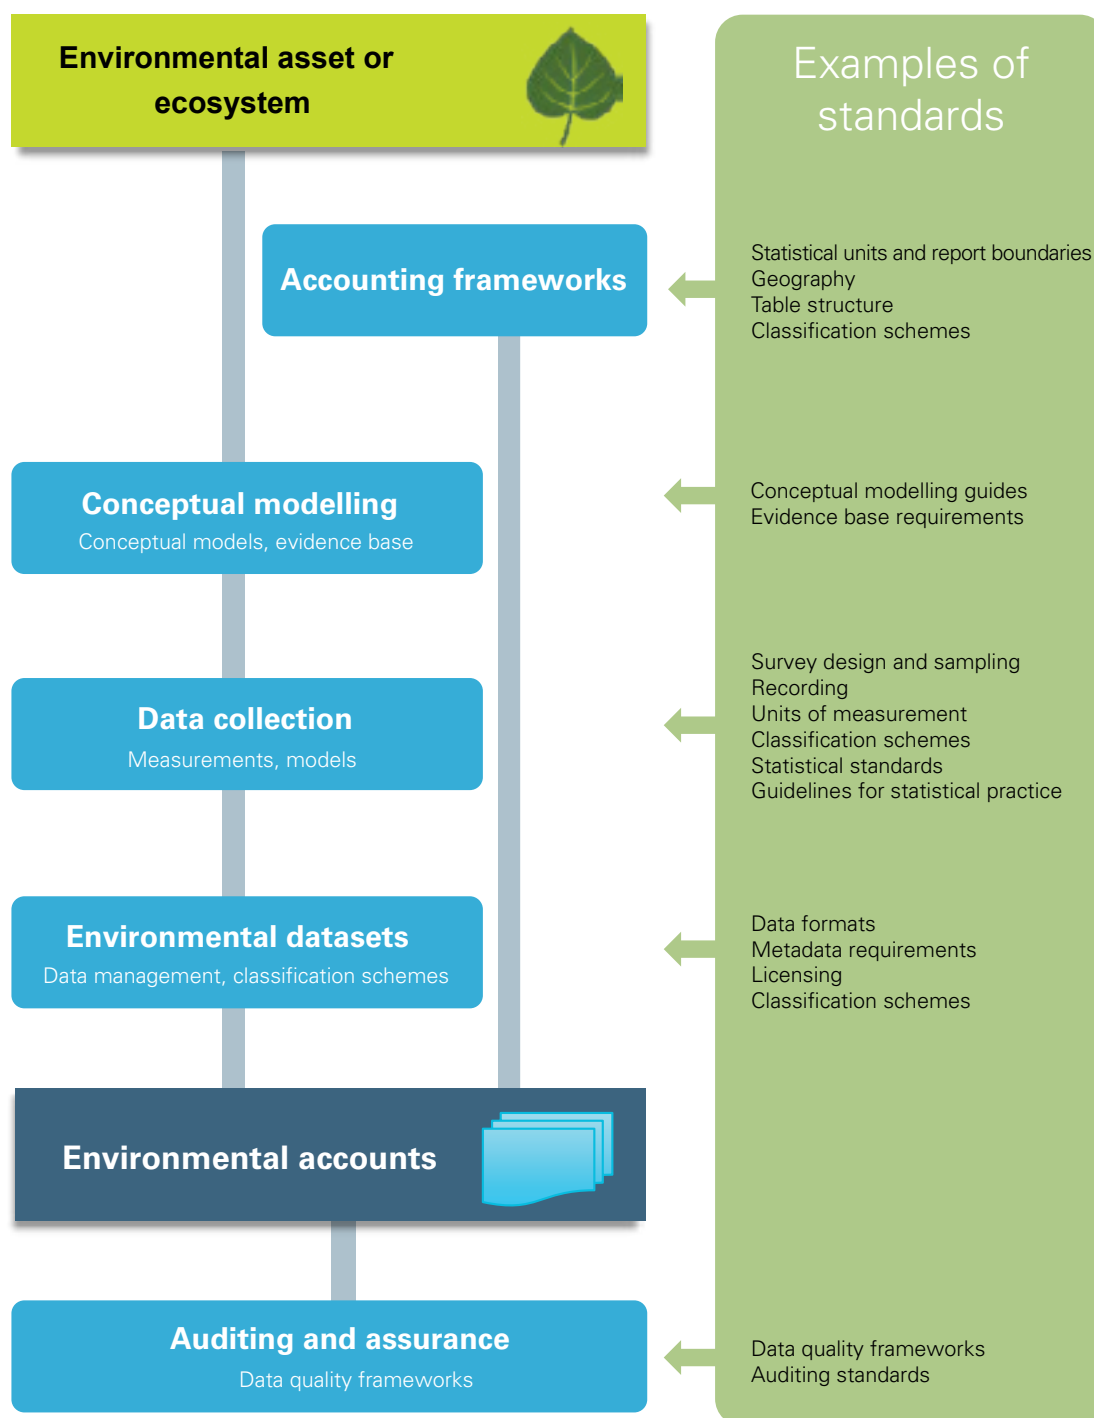 Environmental asset or
ecosystem
Examples of
standards
Accounting frameworks
Statistical units and report boundaries
Geography
Table structure
Classification schemes
Conceptual modelling
Conceptual models, evidence base
Conceptual modelling guides
Evidence base requirements
Data collection
Measurements, models
Survey design and sampling
Recording
Units of measurement
Classification schemes
Statistical standards
Guidelines for statistical practice
Environmental datasets
Data management, classification schemes
Data formats
Metadata requirements
Licensing
Classification schemes
Environmental accounts
Auditing and assurance
Data quality frameworks
Data quality frameworks
Auditing standards